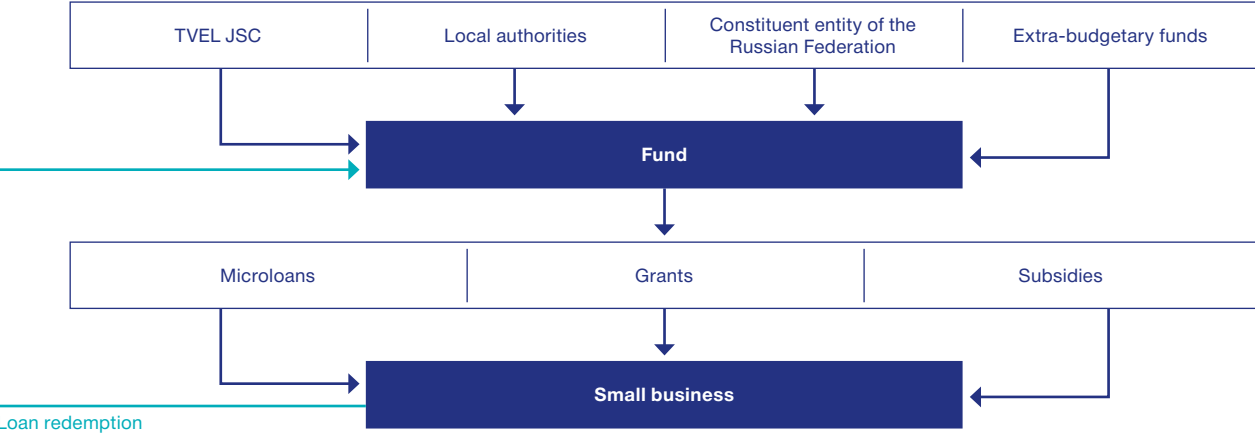 TVEL JSC
Local authorities
Constituent entity of the
Russian Federation
Extra-budgetary funds
Fund
Microloans
Grants
Subsidies
Small business
Loan redemption